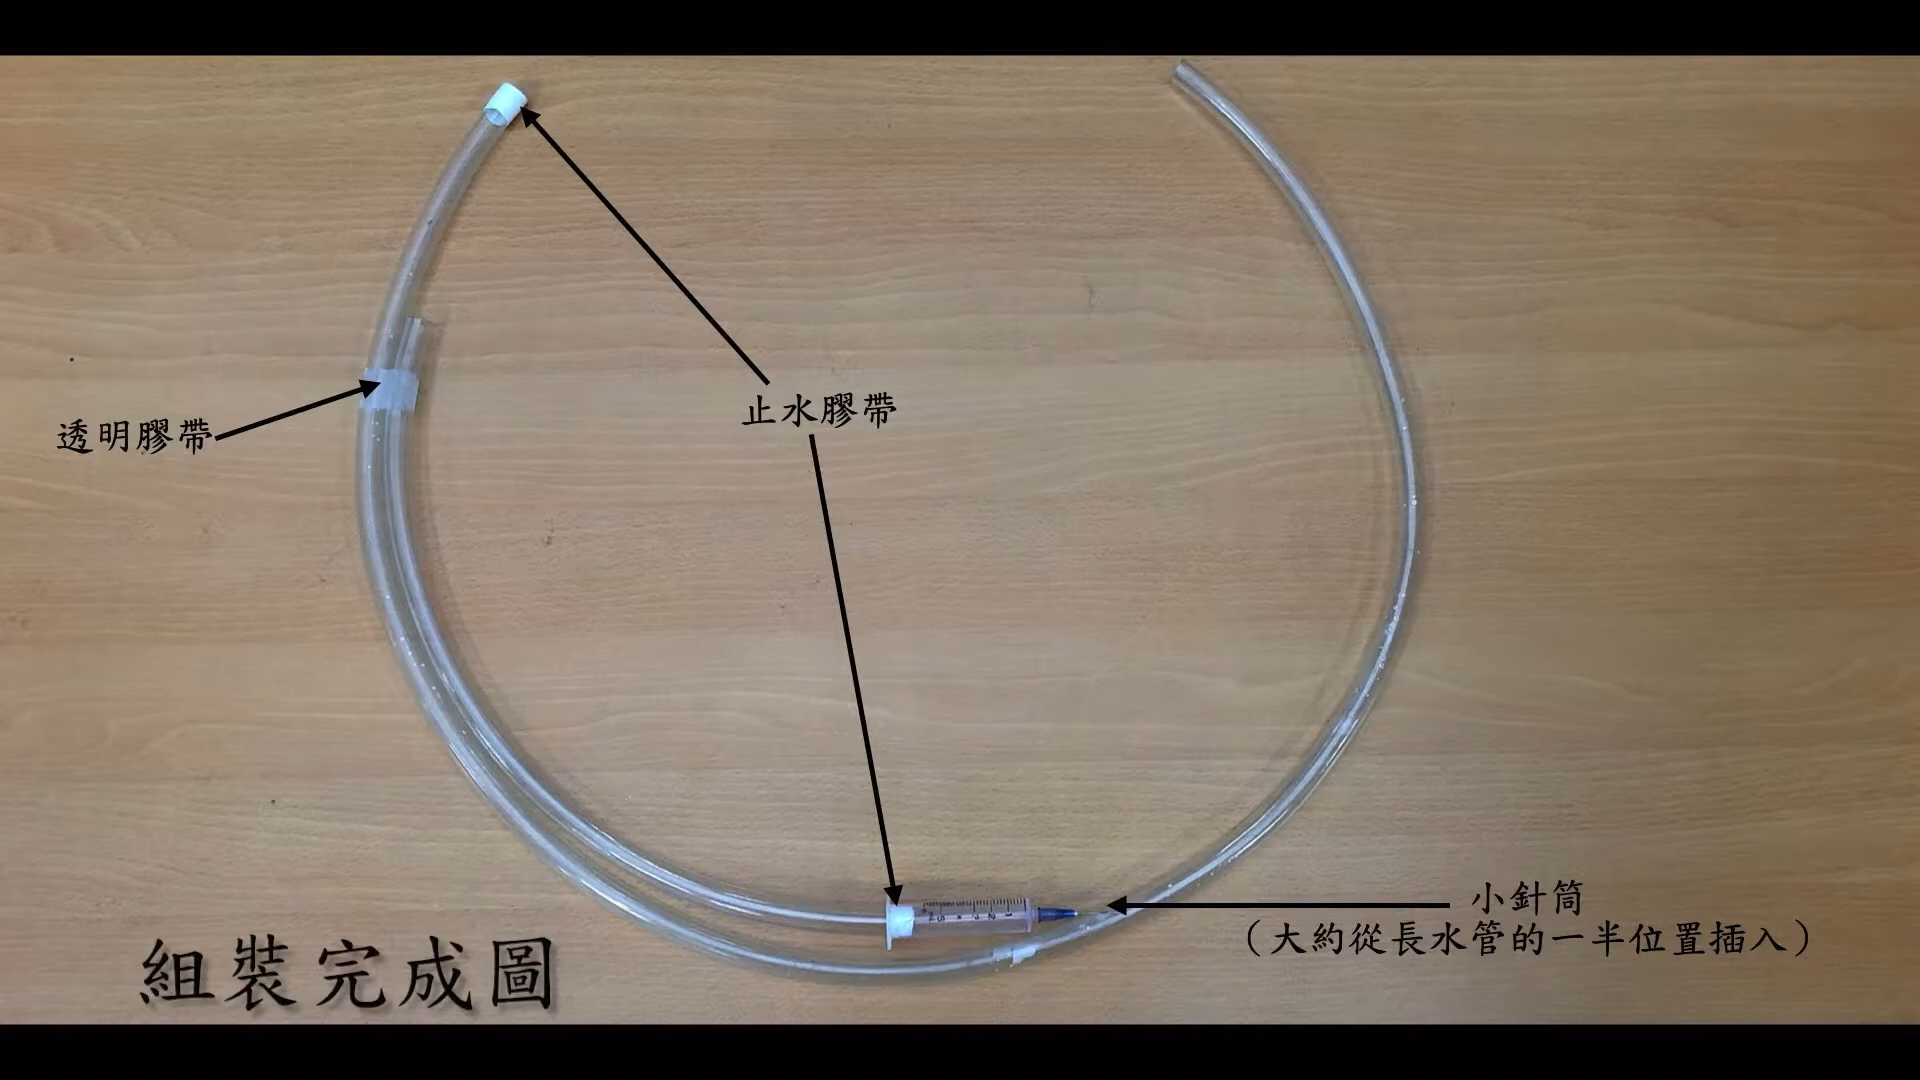 止水膠帶
透明膠帶
小針筒
（大約從長水管的一半位置插入）
組裝完成圖